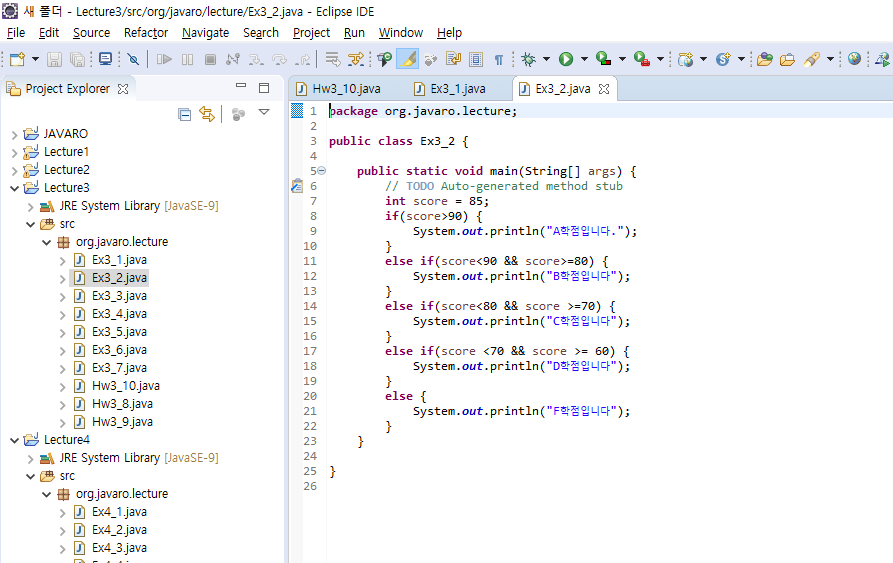 새 폴더 - Lecture3/src/org/javaro/lecture/Ex3_2.java - Eclipse IDE
File Edit Source Refactor Navigate Search Project Run Window Help
Project Explorer
JAVARO
Lecture1
Lecture2
Lecture3
JRE System Library [JavaSE-9]
src
org.javaro.lecture
Ex3_1.java
Ex3_2.java
Ex3_3.java
Ex3_4.java
Ex3_5.java
Ex3_6.java
Ex3_7.java
Hw3_10.java
Hw3_8.java
Hw3_9.java
Lecture4
JRE System Library [JavaSE-9]
src
org.javaro.lecture
Ex4_1.java
Ex4_2.java
Ex4_3.java
Hw3_10.java Ex3_1.java Ex3_2.java
1 package org.javaro.lecture;
2
3 public class Ex3_2 {
4
5 public static void main(String[] args) {
6 // TODO Auto-generated method stub
7 int score = 85;
8 if(score>90) {
9 System.out.println("A학점입니다.");
10 }
11 else if(score<90 && score>=80) {
12 System.out.println("B학점입니다");
13 }
14 else if(score<80 && score >=70) {
15 System.out.println("C학점입니다");
16 }
17 else if(score <70 && score >= 60) {
18 System.out.println("D학점입니다");
19 }
20 else {
21 System.out.println("F학점입니다");
22 }
23 }
24
25 }
26